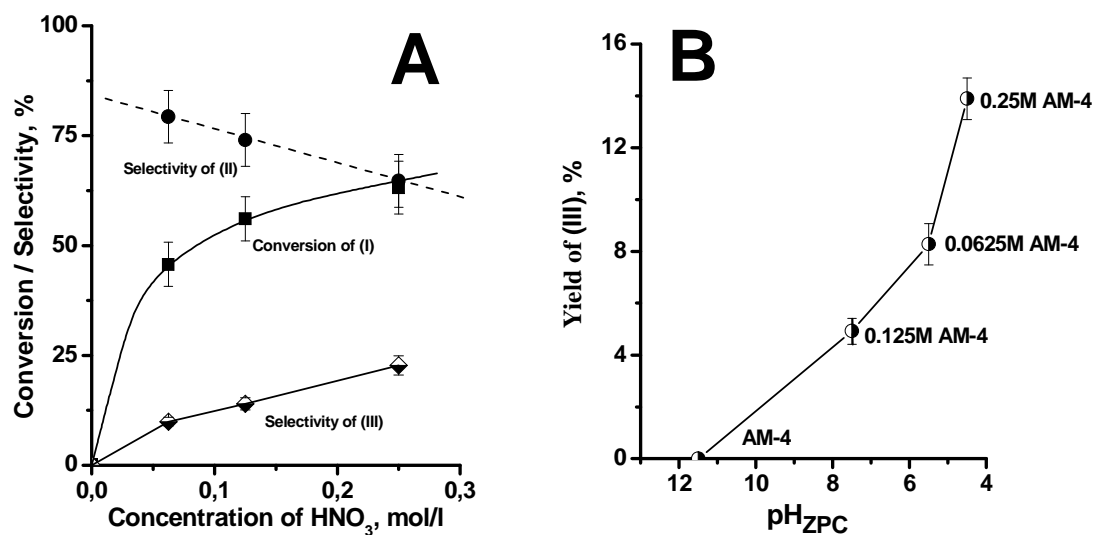 A
Conversion / Selectivity, %
100
75
50
25
0
Selectivity of (II)
Conversion of (I)
Selectivity of (III)
0,0 0,1 0,2 0,3
Concentration of HNO₃, mol/l
B
Yield of (III), %
16
12
8
4
0
0.25M AM-4
0.0625M AM-4
0.125M AM-4
AM-4
12 10 8 6 4
pH_ZPC